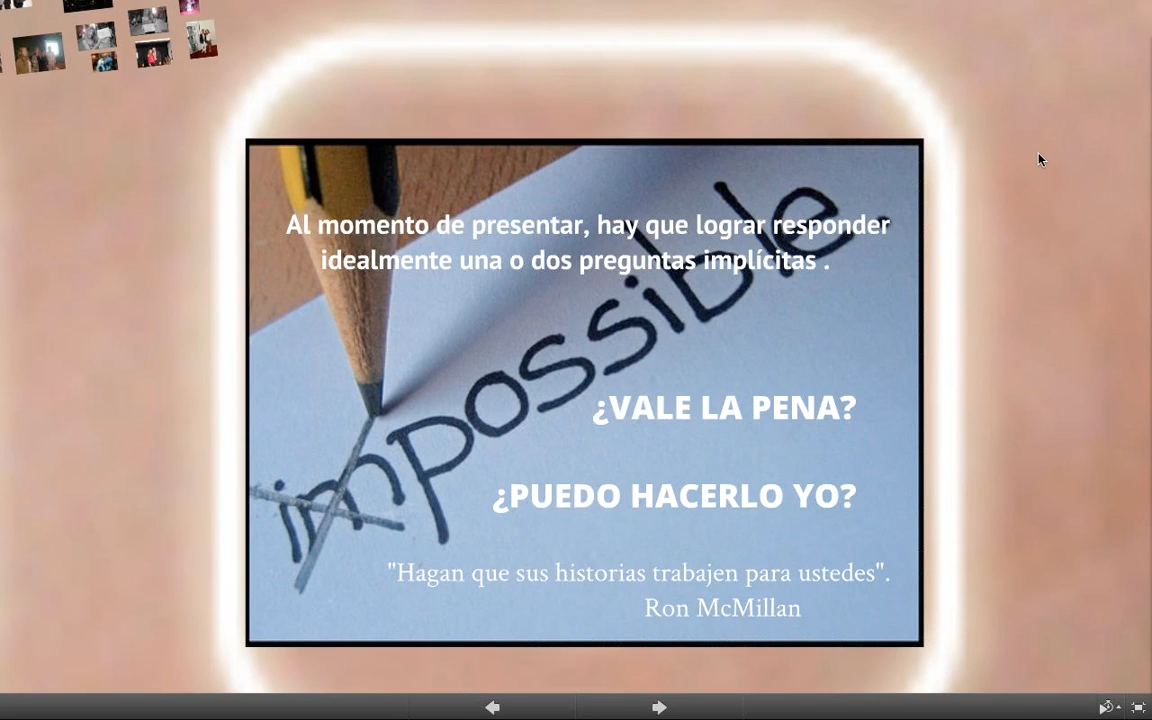 Al momento de presentar, hay que lograr responder
idealmente una o dos preguntas implícitas .
impossible.
¿VALE LA PENA?
¿PUEDO HACERLO YO?
"Hagan que sus historias trabajen para ustedes".
Ron McMillan